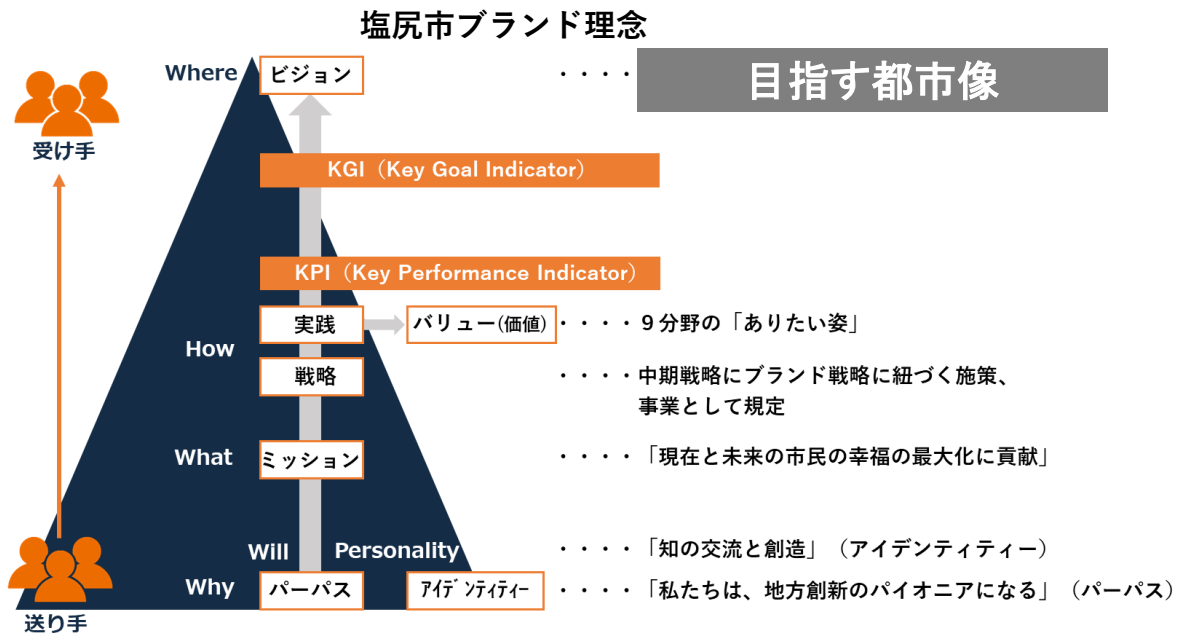 塩尻市ブランド理念
Where
ビジョン
・・・・
目指す都市像
受け手
KGI（Key Goal Indicator）
KPI（Key Performance Indicator）
How
実践
バリュー(価値)
・・・・９分野の「ありたい姿」
戦略
・・・・中期戦略にブランド戦略に紐づく施策、
事業として規定
What
ミッション
・・・・「現在と未来の市民の幸福の最大化に貢献」
Will
Personality
・・・・「知の交流と創造」（アイデンティティー）
Why
パーパス
ｱｲﾃﾞﾝﾃｨﾃｨｰ
・・・・「私たちは、地方創新のパイオニアになる」（パーパス）
送り手